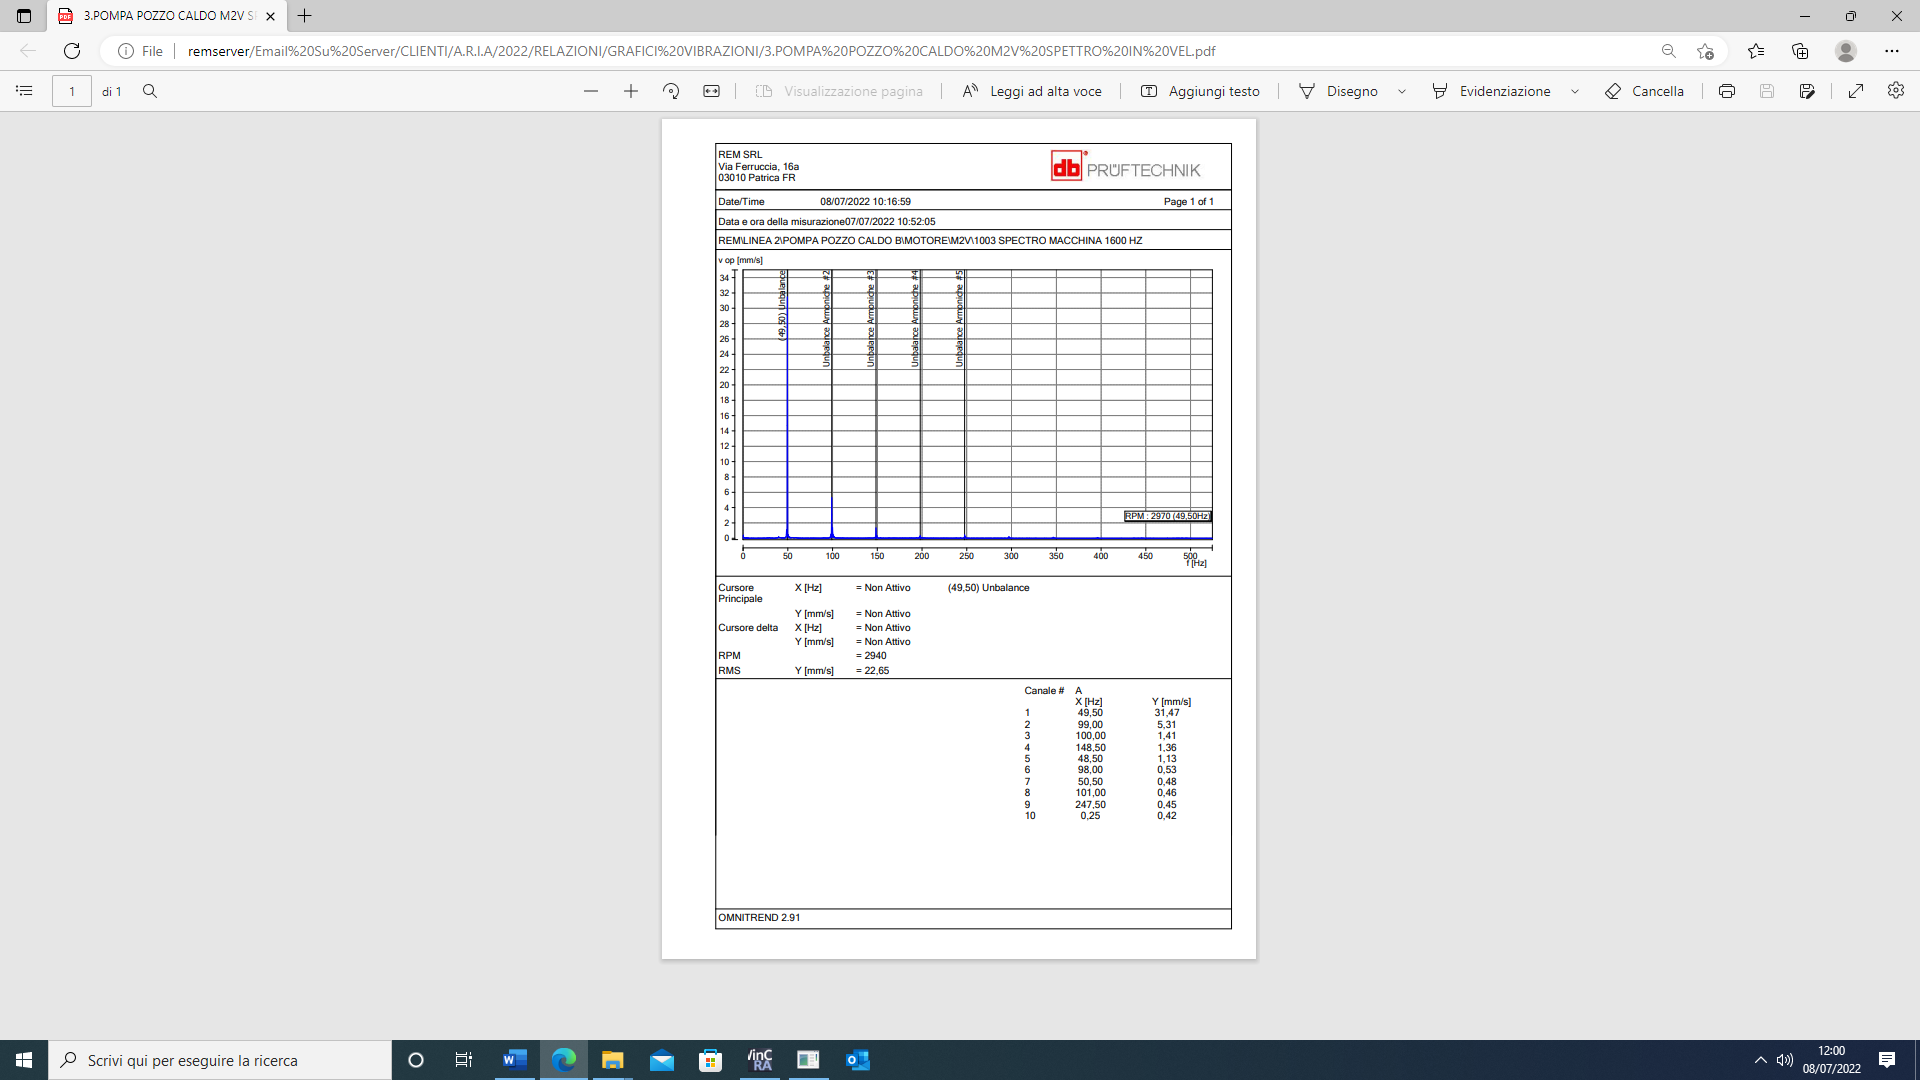 3.POMPA POZZO CALDO M2V S
File
remserver/Email%20Su%20Server/CLIENTI/A.R.I.A/2022/RELAZIONI/GRAFICI%20VIBRAZIONI/3.POMPA%20POZZO%20CALDO%20M2V%20SPETTRO%20IN%20VEL.pdf
1 di 1
Visualizzazione pagina
Leggi ad alta voce
Aggiungi testo
Disegno
Evidenziazione
Cancella
REM SRL
Via Ferruccia, 16a
03010 Patrica FR
db PRÜFTECHNIK
Date/Time 08/07/2022 10:16:59 Page 1 of 1
Data e ora della misurazione07/07/2022 10:52:05
REM\LINEA 2\POMPA POZZO CALDO B\MOTORE\M2V\1003 SPECTRO MACCHINA 1600 HZ
v op [mm/s]
34
32
30
28
26
24
22
20
18
16
14
12
10
8
6
4
2
0
(49,50) Unbalance
Unbalance Armoniche #2
Unbalance Armoniche #3
Unbalance Armoniche #4
Unbalance Armoniche #5
RPM : 2970 (49,50Hz)
0 50 100 150 200 250 300 350 400 450 500
f [Hz]
Cursore X [Hz] = Non Attivo (49,50) Unbalance
Principale
Y [mm/s] = Non Attivo
Cursore delta X [Hz] = Non Attivo
Y [mm/s] = Non Attivo
RPM = 2940
RMS Y [mm/s] = 22,65
Canale # A
X [Hz] Y [mm/s]
1 49,50 31,47
2 99,00 5,31
3 100,00 1,41
4 148,50 1,36
5 48,50 1,13
6 98,00 0,53
7 50,50 0,48
8 101,00 0,46
9 247,50 0,45
10 0,25 0,42
OMNITREND 2.91
Scrivi qui per eseguire la ricerca
12:00
08/07/2022